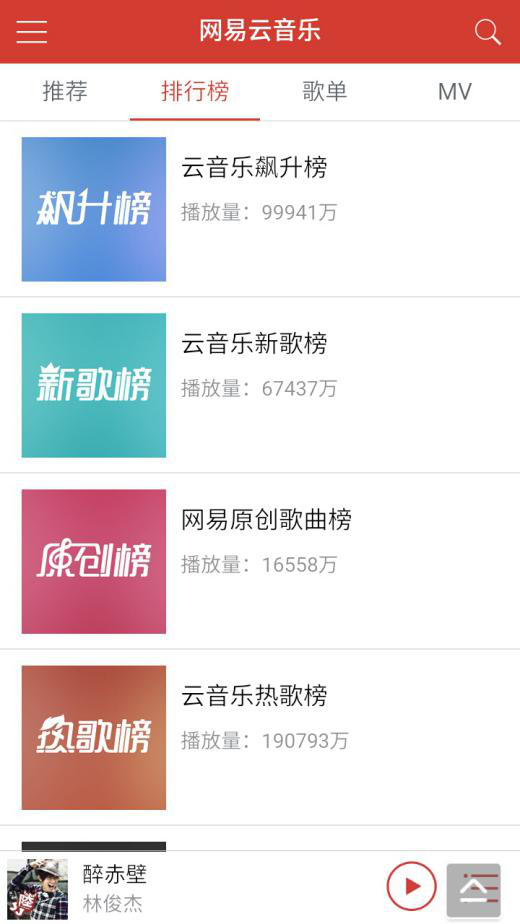 网易云音乐
推荐
排行榜
歌单
MV
飙升榜
云音乐飙升榜
播放量：99941万
新歌榜
云音乐新歌榜
播放量：67437万
原创榜
网易原创歌曲榜
播放量：16558万
热歌榜
云音乐热歌榜
播放量：190793万
醉赤壁
林俊杰